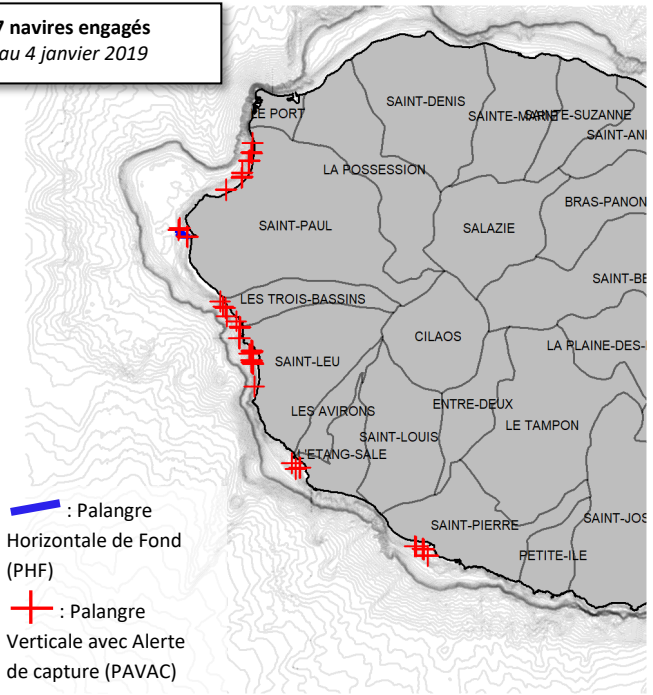 7 navires engagés
au 4 janvier 2019
LE PORT
SAINT-DENIS
SAINTE-MARIE
SAINTE-SUZANNE
SAINT-AN
LA POSSESSION
BRAS-PANON
SAINT-PAUL
SALAZIE
SAINT-BE
LES TROIS-BASSINS
CILAOS
LA PLAINE-DES-
SAINT-LEU
LES AVIRONS
ENTRE-DEUX
LE TAMPON
SAINT-LOUIS
L'ETANG-SALE
SAINT-PIERRE
SAINT-JOS
PETITE-ILE
: Palangre
Horizontale de Fond
(PHF)
: Palangre
Verticale avec Alerte
de capture (PAVAC)